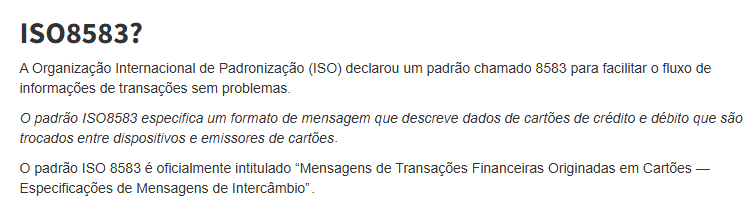 ISO8583?
A Organização Internacional de Padronização (ISO) declarou um padrão chamado 8583 para facilitar o fluxo de
informações de transações sem problemas.
O padrão ISO8583 especifica um formato de mensagem que descreve dados de cartões de crédito e débito que são
trocados entre dispositivos e emissores de cartões.
O padrão ISO 8583 é oficialmente intitulado “Mensagens de Transações Financeiras Originadas em Cartões —
Especificações de Mensagens de Intercâmbio”.